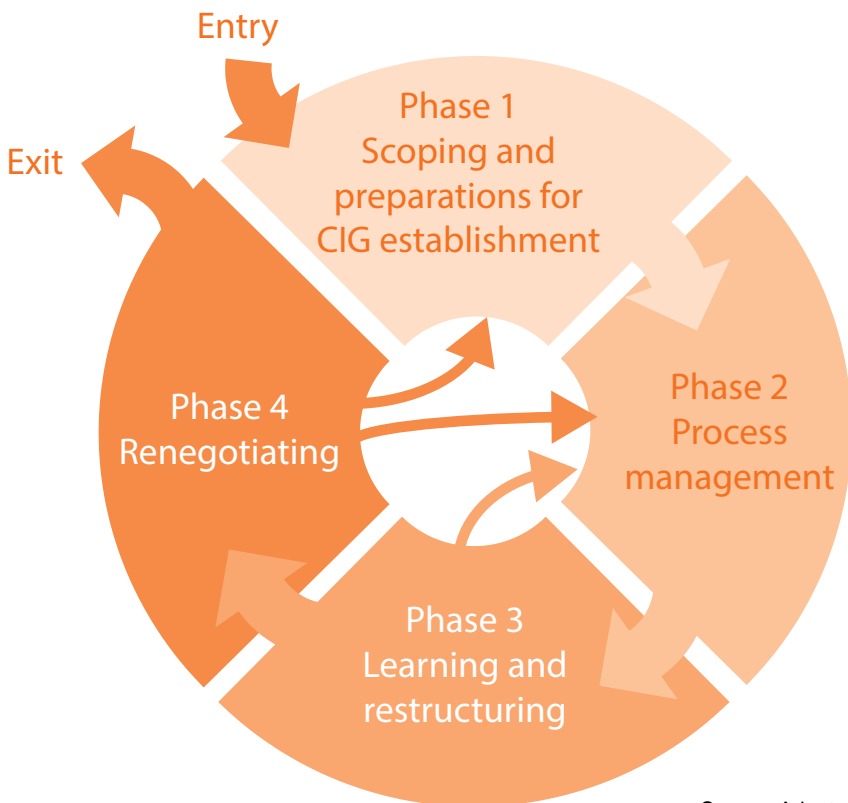 Entry
Exit
Phase 1
Scoping and
preparations for
CIG establishment
Phase 2
Process
management
Phase 3
Learning and
restructuring
Phase 4
Renegotiating